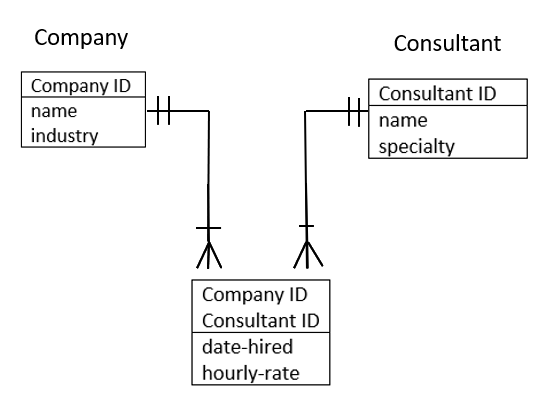 Company
Consultant
Company ID
name
industry
Consultant ID
name
specialty
Company ID
Consultant ID
date-hired
hourly-rate